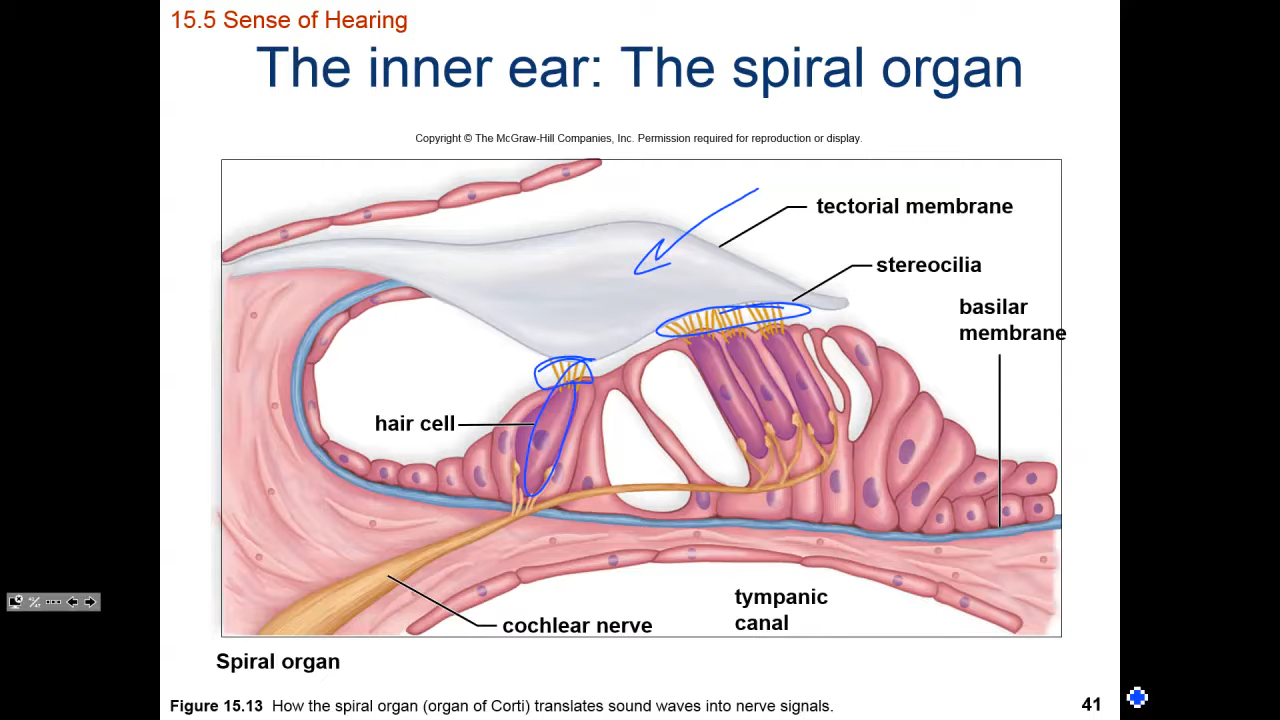 15.5 Sense of Hearing
The inner ear: The spiral organ
Copyright © The McGraw-Hill Companies, Inc. Permission required for reproduction or display.
tectorial membrane
stereocilia
basilar
membrane
hair cell
tympanic
canal
cochlear nerve
Spiral organ
Figure 15.13 How the spiral organ (organ of Corti) translates sound waves into nerve signals.
41